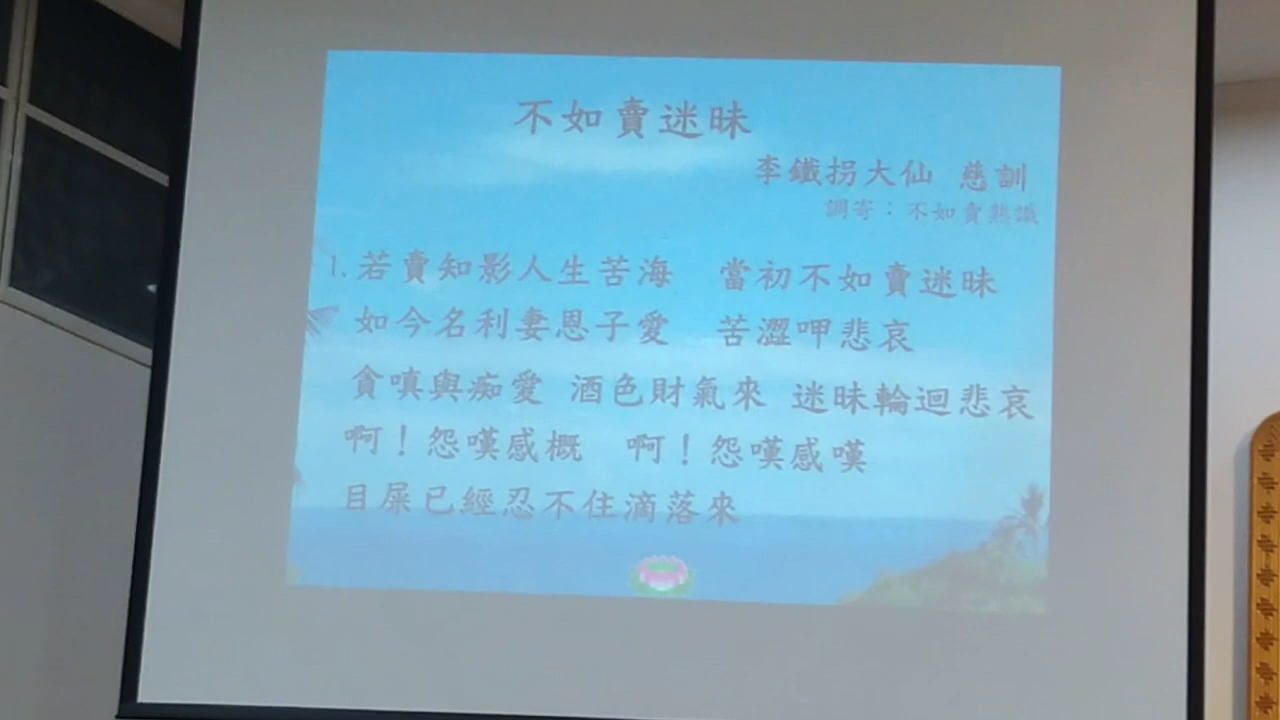 不如賣迷昧
李鐵拐大仙 慈訓
調寄：不如賣熟識
1.若賣知影人生苦海 當初不如賣迷昧
如今名利妻恩子愛 苦澀呷悲哀
貪嗔與痴愛 酒色財氣來 迷昧輪迴悲哀
啊！怨嘆感概 啊！怨嘆感嘆
目屎已經忍不住滴落來